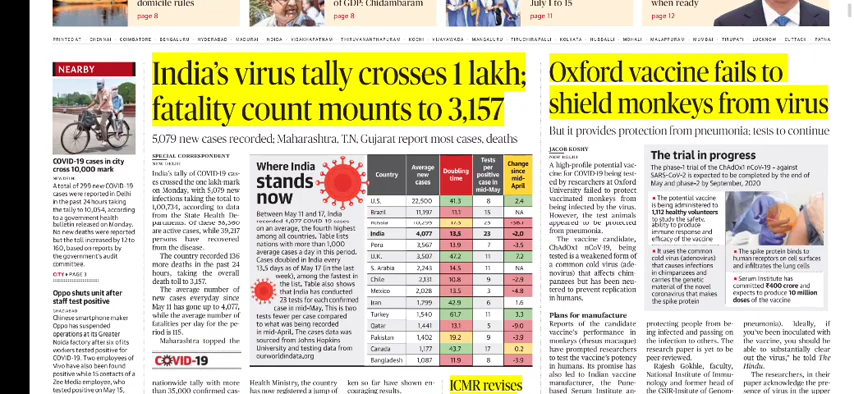 domicile rules
page 8
of GDP: Chidambaram
page 8
July 1 to 15
page 11
when ready
page 12
PRINTED AT CHENNAI COIMBATORE BENGALURU HYDERABAD MADURAI NOIDA VISAKHAPATNAM THIRUVANANTHAPURAM KOCHI VIJAYAWADA MANGALURU TIRUCHIRAPALLI KOLKATA HUBBALLI MOHALI MALAPPURAM MUMBAI TIRUPATI LUCKNOW CUTTACK PATNA
NEARBY
COVID-19 cases in city
cross 10,000 mark
NEW DELHI
A total of 299 new COVID-19
cases were reported in Delhi
in the past 24 hours taking
the tally to 10,054, according
to a government health
bulletin released on Monday.
No new deaths were reported
but the toll increased by 12 to
160, based on reports by
the government's audit
committee.
CITY PAGE 3
Oppo shuts unit after
staff test positive
Chinese smartphone maker
Oppo has suspended
operations at its Greater
Noida factory after six of its
workers tested positive for
COVID-19. Two employees of
Vivo have also been found
positive while 15 contacts of a
Zee Media employee, who
tested positive on May 15,
India's virus tally crosses 1 lakh;
fatality count mounts to 3,157
5,079 new cases recorded; Maharashtra, T.N., Gujarat report most cases, deaths
SPECIAL CORRESPONDENT
NEW DELHI
India's tally of COVID-19 cas-
es crossed the one lakh mark
on Monday, with 5,079 new
infections taking the total to
1,00,734, according to data
from the State Health De-
partments. Of these 58,380
are active cases, while 39,217
persons have recovered
from the disease.
The country recorded 136
more deaths in the past 24
hours, taking the overall
death toll to 3,157.
The average number of
new cases everyday since
May 11 has gone up to 4,077,
while the average number of
fatalities per day for the pe-
riod is 115.
Maharashtra topped the
COVID-19
nationwide tally with
more than 35,000 confirmed cas-
Where India
stands
now
Between May 11 and May 17, India
recorded 4,077 COVID-19 cases
on an average, the fourth highest
among all countries. Table lists
nations with more than 1,000
average cases a day in this period.
Cases doubled in India every
13.5 days as of May 17 (in the last
week), among the fastest in
the list. Table also shows
that India has conducted
23 tests for each confirmed
case in mid-May. This is two
tests fewer per case compared
to what was being recorded
in mid-April. The cases data was
sourced from Johns Hopkins
University and testing data from
ourworldindata.org
Country Average new cases Doubling time Tests per positive case in mid-May Change since mid-April
U.S. 22,500 41.3 8 2.4
Brazil 11,397 11.1 15 NA
Russia
India 4,077 13.5 23 -2.0
Peru 3,567 11.9 7 -3.5
U.K. 3,507 47.2 11 7.2
S. Arabia 2,243 14.5 11 NA
Chile 2,131 10.8 9 -2.9
Mexico 2,028 13.5 3 -4.8
Iran 1,799 42.9 6 1.6
Turkey 1,540 61.7 11 3.3
Qatar 1,441 13.1 5 -9.0
Pakistan 1,402 19.2 9 -3.9
Canada 1,177 43.7 17 0.2
Bangladesh 1,087 11.9 8 -3.9
Health Ministry, the country
has now registered a jump of
ken so far have shown en-
couraging results.
ICMR revises
Oxford vaccine fails to
shield monkeys from virus
But it provides protection from pneumonia; tests to continue
JACOB KOSHY
NEW DELHI
A high-profile potential vac-
cine for COVID-19 being test-
ed by researchers at Oxford
University failed to protect
vaccinated monkeys from
being infected by the virus.
However, the test animals
appeared to be protected
from pneumonia.
The vaccine candidate,
ChAdOx1 nCoV-19, being
tested is a weakened form of
a common cold virus (ade-
novirus) that affects chim-
panzees but has been neu-
tered to prevent replication
in humans.
Plans for manufacture
Reports of the candidate
vaccine's performance in
monkeys (rhesus macaque)
have prompted researchers
to test the vaccine's potency
in humans. Its promise has
also led to Indian vaccine
manufacturer, the Pune-
based Serum Institute an-
The trial in progress
The phase-1 trial of the ChAdOx1 nCoV-19 – against
SARS-CoV-2 is expected to be completed by the end of
May and phase-2 by September, 2020
The potential
vaccine is being
administered to
1,112 healthy
volunteers
to study the safety,
ability to produce
immune response and
efficacy of the vaccine
It uses the common
cold virus (adenovirus)
that causes infections
in chimpanzees and
carries the genetic
material of the novel
coronavirus that makes
the spike protein
The spike protein binds to
human receptors on cell surfaces
and infiltrates the lung cells
Serum Institute has
committed ₹400 crore and
expects to produce 10 million
doses of the vaccine
protecting people from be-
ing infected and passing on
the infection to others. The
research paper is yet to be
peer-reviewed.
Rajesh Gokhle, faculty,
National Institute of Immu-
nology and former head of
the CSIR-Institute of Genom-
pneumonia). Ideally, if
you've been inoculated with
the virus, you should be
able to substantially clear
out the virus," he told The
Hindu.
The researchers, in their
paper acknowledge the pre-
sence of virus in the upper